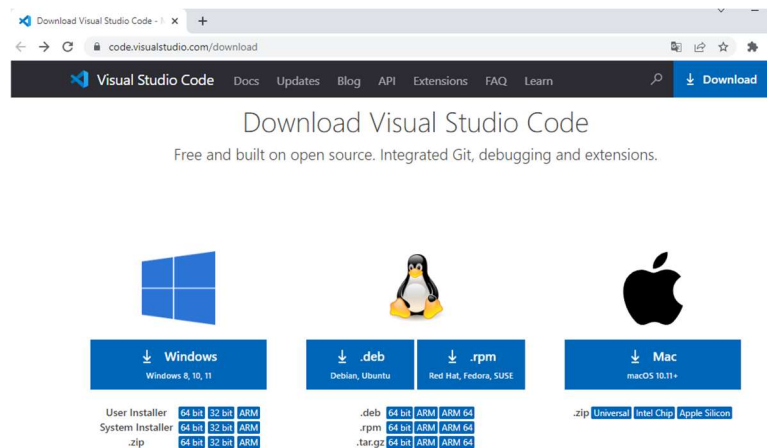 Download Visual Studio Code -
code.visualstudio.com/download
Visual Studio Code Docs Updates Blog API Extensions FAQ Learn Download
Download Visual Studio Code
Free and built on open source. Integrated Git, debugging and extensions.
Windows
Windows 8, 10, 11
User Installer 64 bit 32 bit ARM
System Installer 64 bit 32 bit ARM
.zip 64 bit 32 bit ARM
.deb
Debian, Ubuntu
.rpm
Red Hat, Fedora, SUSE
.deb 64 bit ARM ARM 64
.rpm 64 bit ARM ARM 64
.tar.gz 64 bit ARM ARM 64
Mac
macOS 10.11+
.zip Universal Intel Chip Apple Silicon